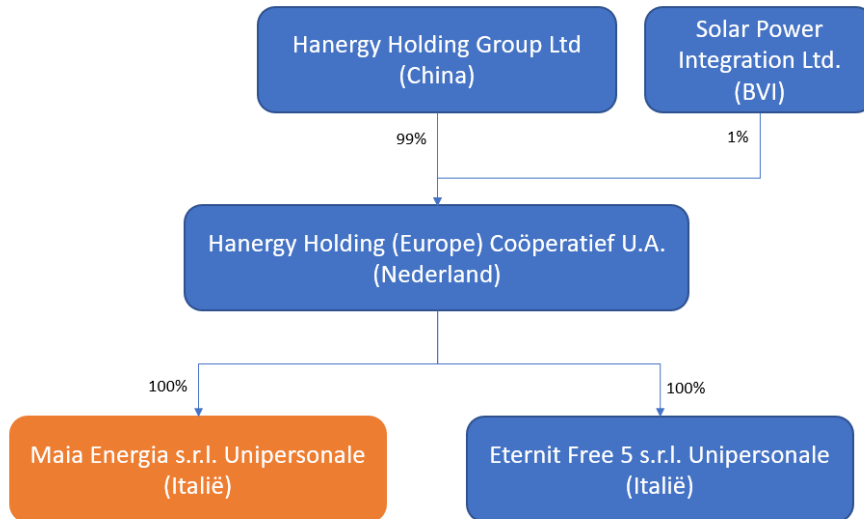 Hanergy Holding Group Ltd
(China)
Solar Power
Integration Ltd.
(BVI)
99%
1%
Hanergy Holding (Europe) Coöperatief U.A.
(Nederland)
100%
100%
Maia Energia s.r.l. Unipersonale
(Italië)
Eternit Free 5 s.r.l. Unipersonale
(Italië)